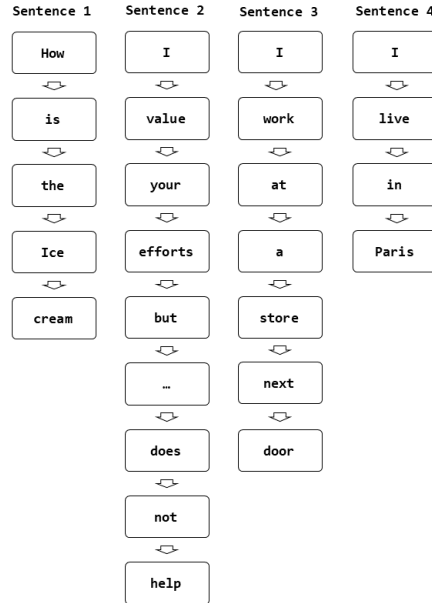 Sentence 1
How
is
the
Ice
cream
Sentence 2
I
value
your
efforts
but
…
does
not
help
Sentence 3
I
work
at
a
store
next
door
Sentence 4
I
live
in
Paris